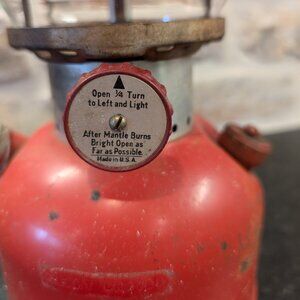 Open ¼ Turn
to Left and Light
After Mantle Burns
Bright Open as
Far as Possible.
Made in U.S.A.